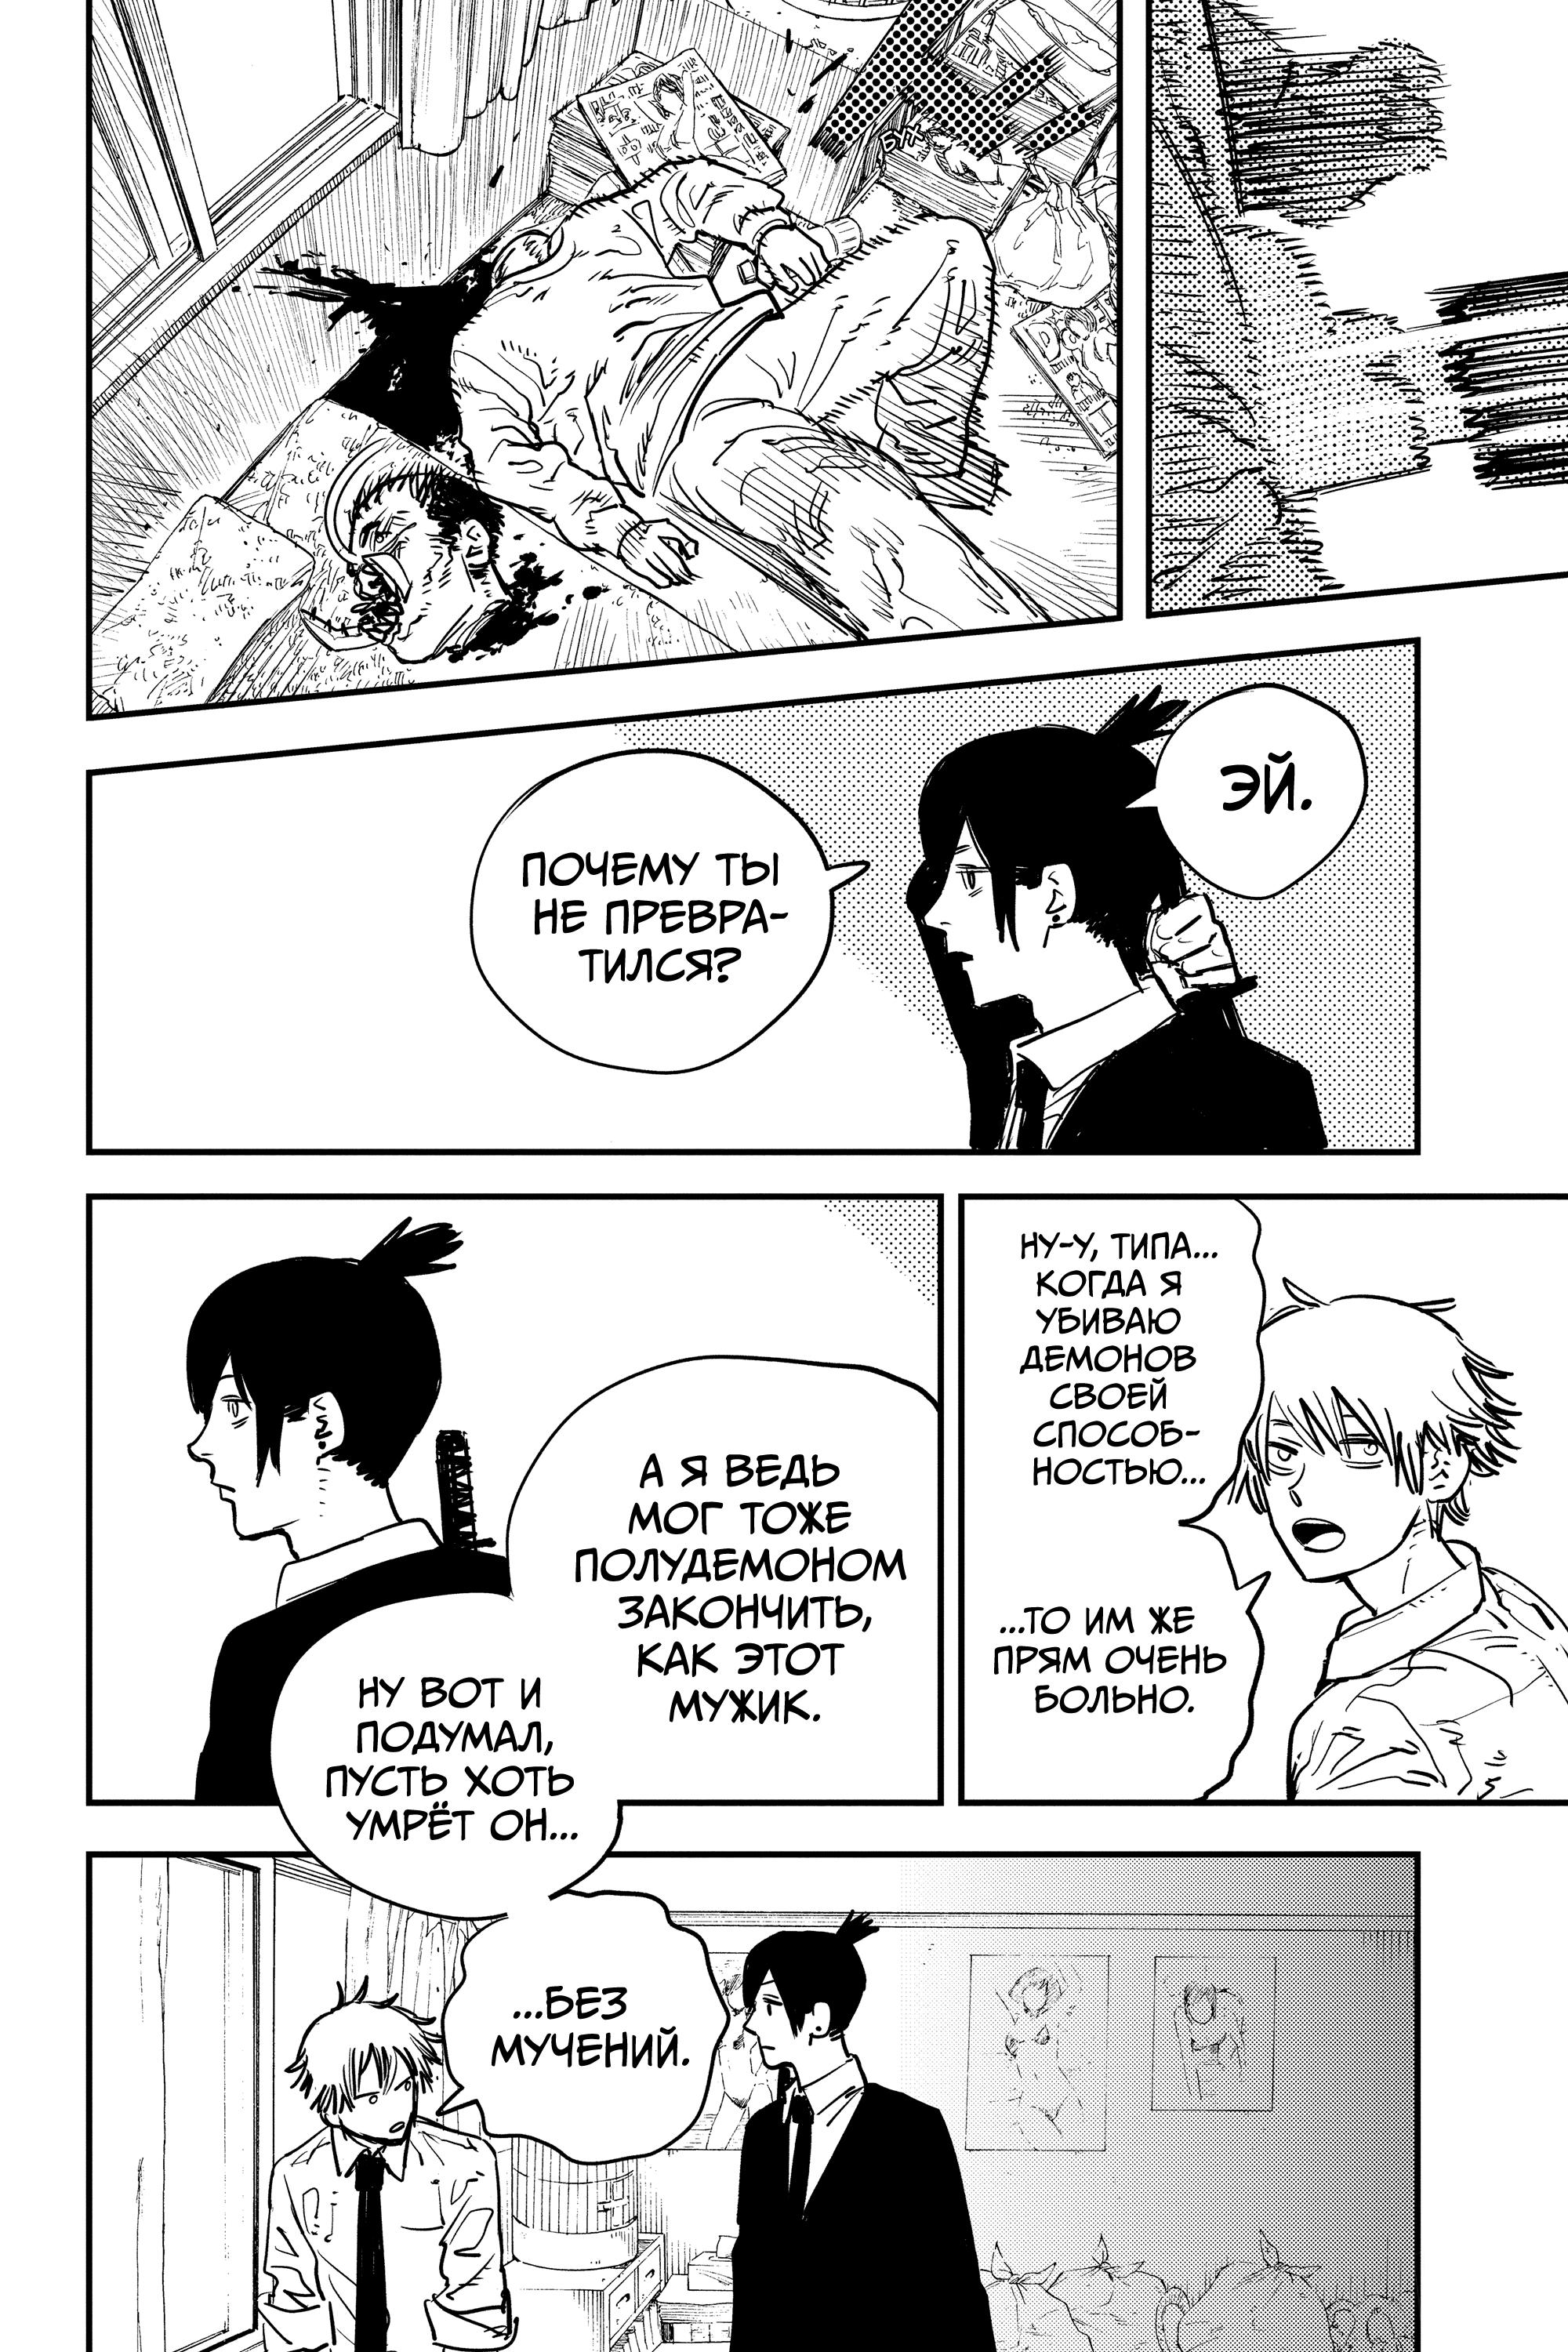 БУХ
ЭЙ.
ПОЧЕМУ ТЫ
НЕ ПРЕВРА-
ТИЛСЯ?
НУ-У, ТИПА...
КОГДА Я
УБИВАЮ
ДЕМОНОВ
СВОЕЙ
СПОСОБ-
НОСТЬЮ...
...ТО ИМ ЖЕ
ПРЯМ ОЧЕНЬ
БОЛЬНО.
А Я ВЕДЬ
МОГ ТОЖЕ
ПОЛУДЕМОНОМ
ЗАКОНЧИТЬ,
КАК ЭТОТ
МУЖИК.
НУ ВОТ И
ПОДУМАЛ,
ПУСТЬ ХОТЬ
УМРЁТ ОН...
...БЕЗ
МУЧЕНИЙ.